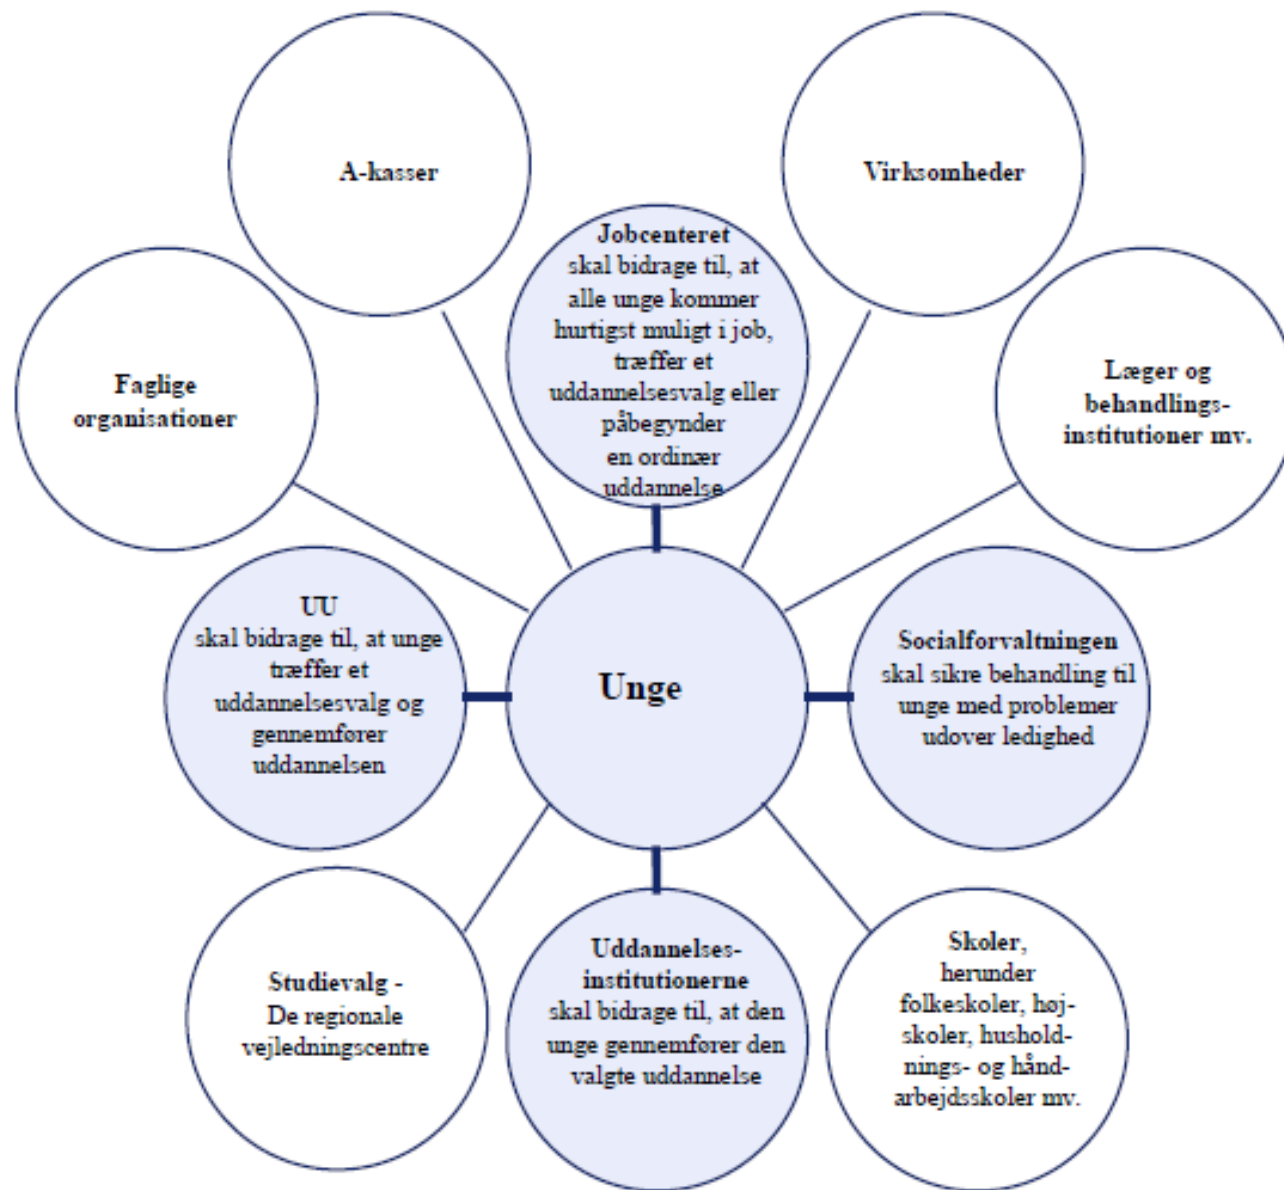 A-kasser
Virksomheder
Jobcenteret
skal bidrage til, at
alle unge kommer
hurtigst muligt i job,
træffer et
uddannelsesvalg eller
påbegynder
en ordinær
uddannelse
Faglige
organisationer
Læger og
behandlings-
institutioner mv.
UU
skal bidrage til, at unge
træffer et
uddannelsesvalg og
gennemfører
uddannelsen
Unge
Socialforvaltningen
skal sikre behandling til
unge med problemer
udover ledighed
Studievalg -
De regionale
vejledningscentre
Uddannelses-
institutionerne
skal bidrage til, at den
unge gennemfører den
valgte uddannelse
Skoler,
herunder
folkeskoler, høj-
skoler, hushold-
nings- og hånd-
arbejdsskoler mv.